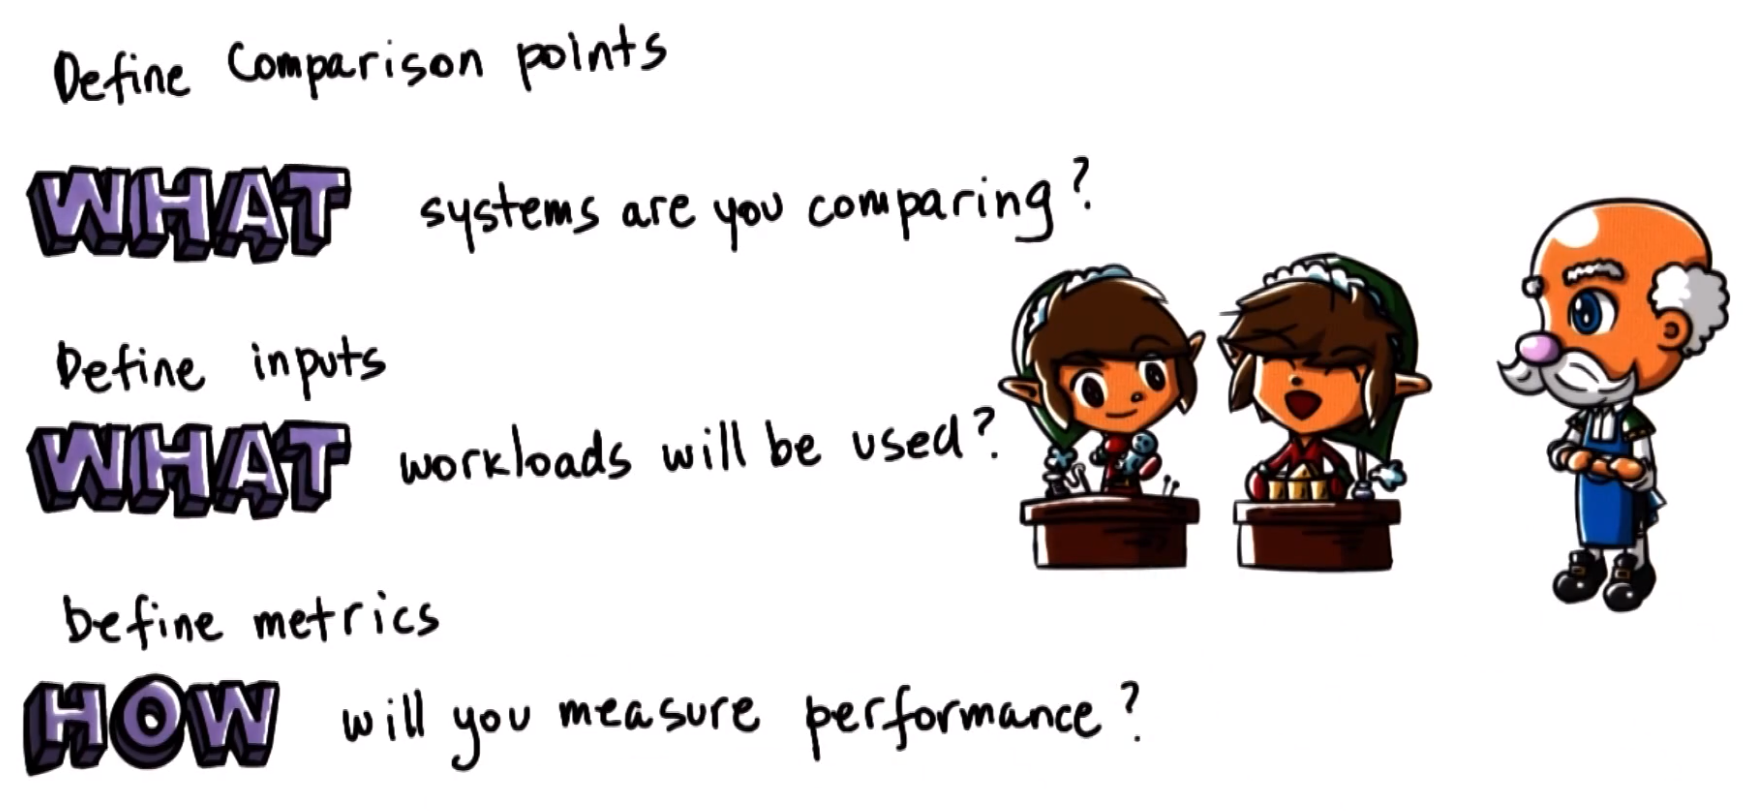 Define Comparison points
WHAT systems are you comparing?
Define inputs
WHAT workloads will be used?
Define metrics
HOW will you measure performance?